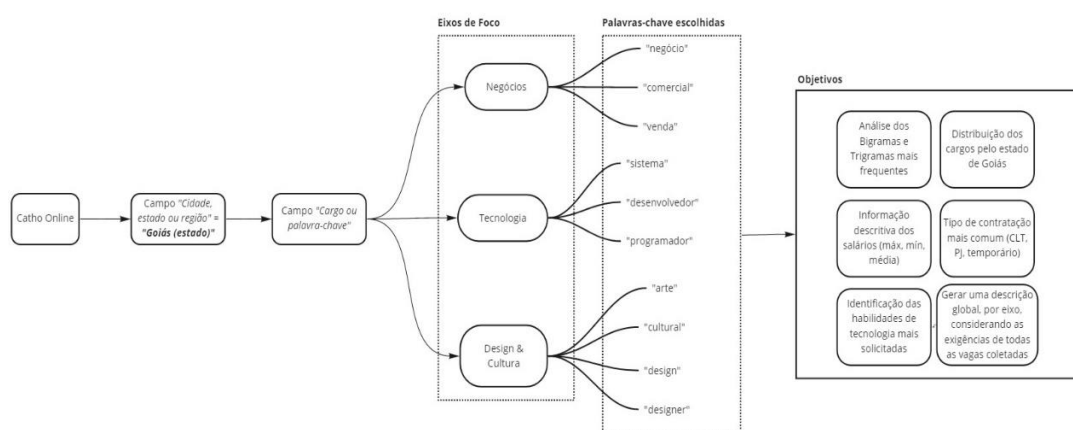 Eixos de Foco
Palavras-chave escolhidas
Catho Online
Campo "Cidade,
estado ou região" =
"Goiás (estado)"
Campo "Cargo ou
palavra-chave"
Negócios
"negócio"
"comercial"
"venda"
Tecnologia
"sistema"
"desenvolvedor"
"programador"
Design &
Cultura
"arte"
"cultural"
"design"
"designer"
Objetivos
Análise dos
Bigramas e
Trigramas mais
frequentes
Distribuição dos
cargos pelo estado
de Goiás
Informação
descritiva dos
salários (máx, mín,
média)
Tipo de contratação
mais comum (CLT,
PJ, temporário)
Identificação das
habilidades de
tecnologia mais
solicitadas
Gerar uma descrição
global, por eixo,
considerando as
exigências de todas
as vagas coletadas